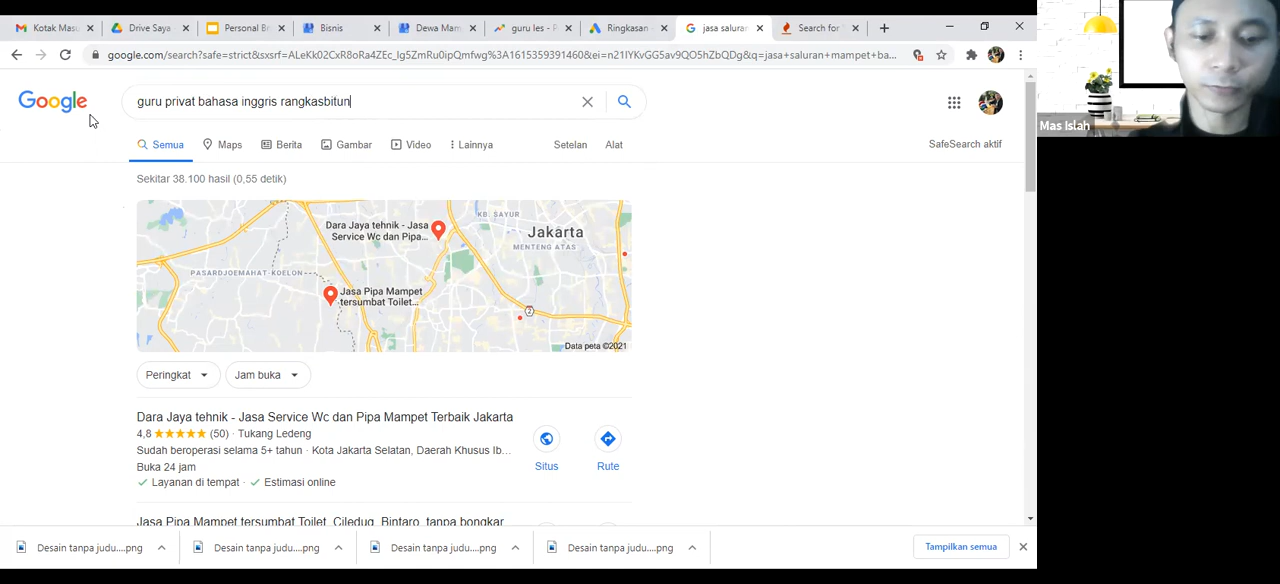 Kotak Masu
Drive Saya
Personal B
Bisnis
Dewa Mam
guru les - P
Ringkasan
jasa saluran
Search for
google.com/search?safe=strict&sxsrf=ALeKk02CxR8oRa4ZEc_Ig5ZmRu0ipQmfwg%3A1615359391460&ei=n21IYKvGG5av9QO5hZbQDg&q=jasa+saluran+mampet+ba...
Mas Islah
Google
guru privat bahasa inggris rangkasbitun
Semua
Maps
Berita
Gambar
Video
Lainnya
Setelan
Alat
SafeSearch aktif
Sekitar 38.100 hasil (0,55 detik)
KB. SAYUR
Dara Jaya tehnik - Jasa
Service Wc dan Pipa...
Jakarta
MENTENG ATAS
PASARDJOEMAHAT-KOELON
Jasa Pipa Mampet
tersumbat Toilet...
2
Data peta ©2021
Peringkat
Jam buka
Dara Jaya tehnik - Jasa Service Wc dan Pipa Mampet Terbaik Jakarta
4,8 ★★★★★ (50) · Tukang Ledeng
Sudah beroperasi selama 5+ tahun · Kota Jakarta Selatan, Daerah Khusus Ib...
Buka 24 jam
✓ Layanan di tempat · ✓ Estimasi online
Situs
Rute
Jasa Pipa Mampet tersumbat Toilet, Ciledug, Bintaro, tanpa bongkar
Desain tanpa judu....png
Desain tanpa judu....png
Desain tanpa judu....png
Desain tanpa judu....png
Tampilkan semua